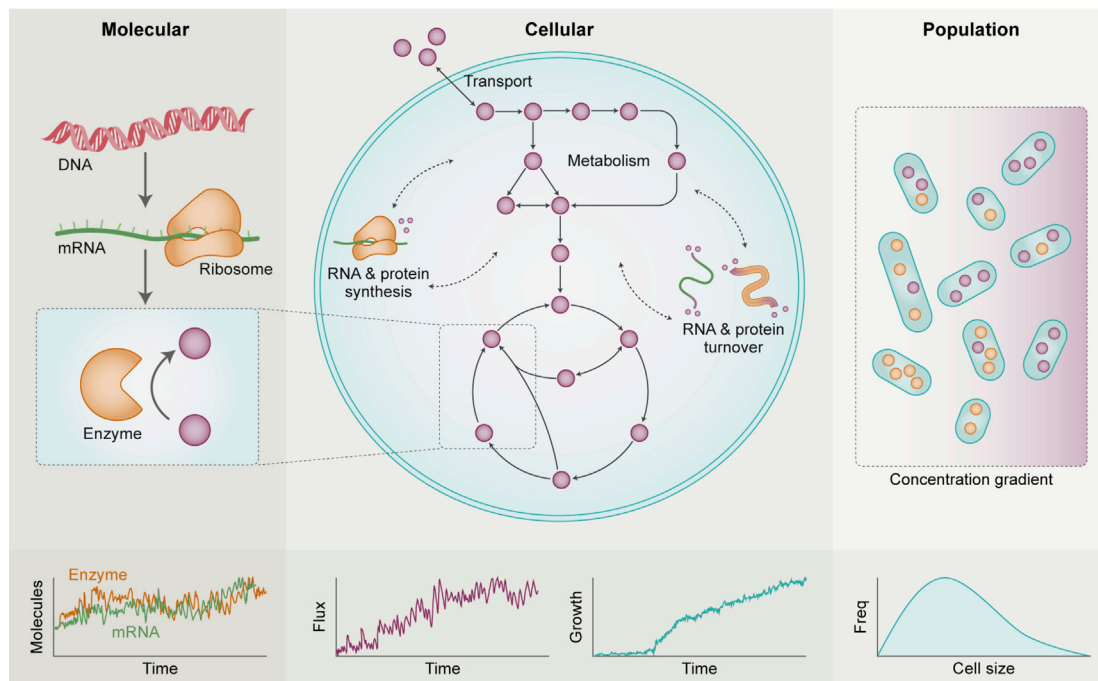 Molecular
Cellular
Population
DNA
mRNA
Ribosome
Enzyme
Transport
Metabolism
RNA & protein
synthesis
RNA & protein
turnover
Concentration gradient
Molecules
Enzyme
mRNA
Time
Flux
Time
Growth
Time
Freq
Cell size